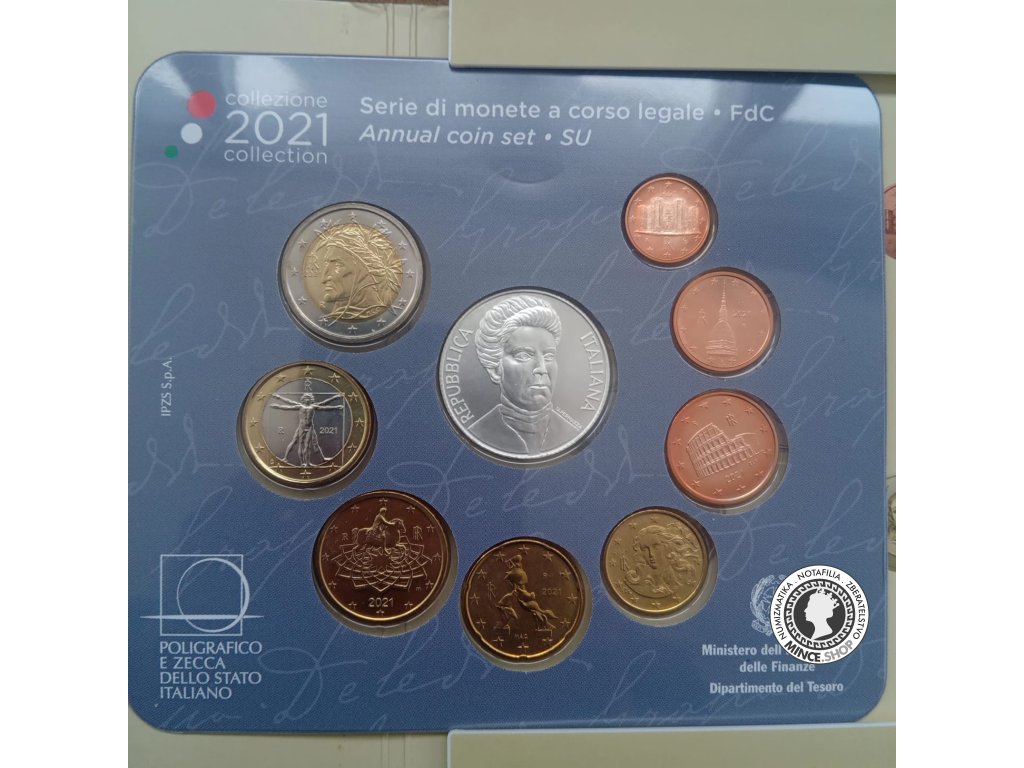 collezione
2021
collection
Serie di monete a corso legale • FdC
Annual coin set • SU
REPUBBLICA ITALIANA
2021
2021
2021
IPZS S.p.A.
POLIGRAFICO
E ZECCA
DELLO STATO
ITALIANO
Ministero dell'
delle Finanze
Dipartimento del Tesoro
NUMIZMATIKA . NOTAFILIA . ZBERATEĽSTVO
MINCE.SHOP